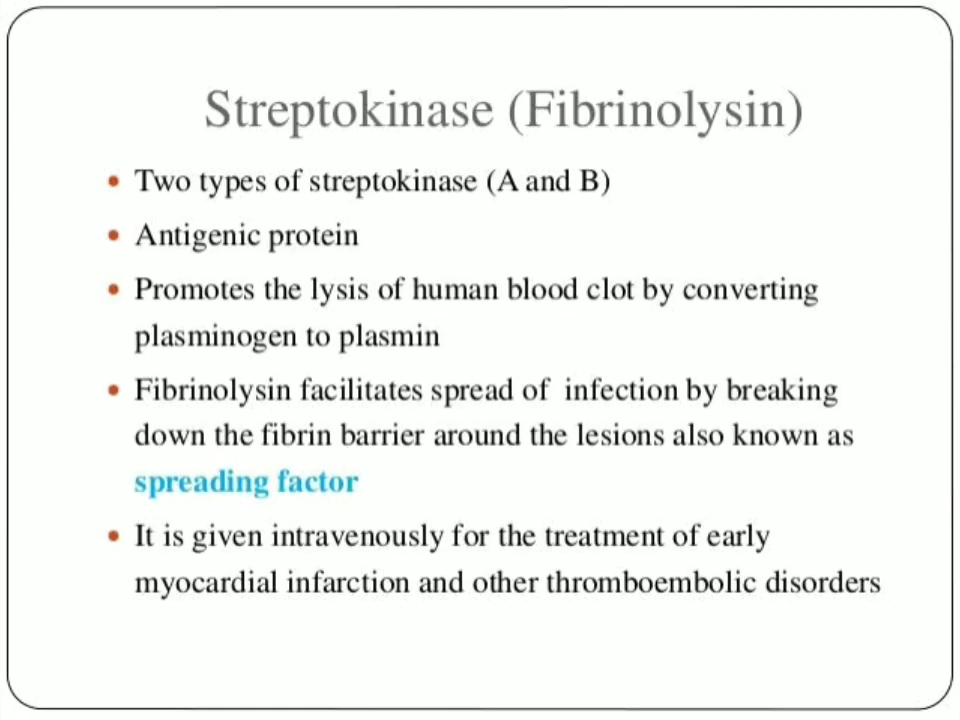 Streptokinase (Fibrinolysin)
• Two types of streptokinase (A and B)
• Antigenic protein
• Promotes the lysis of human blood clot by converting
plasminogen to plasmin
• Fibrinolysin facilitates spread of  infection by breaking
down the fibrin barrier around the lesions also known as
spreading factor
• It is given intravenously for the treatment of early
myocardial infarction and other thromboembolic disorders